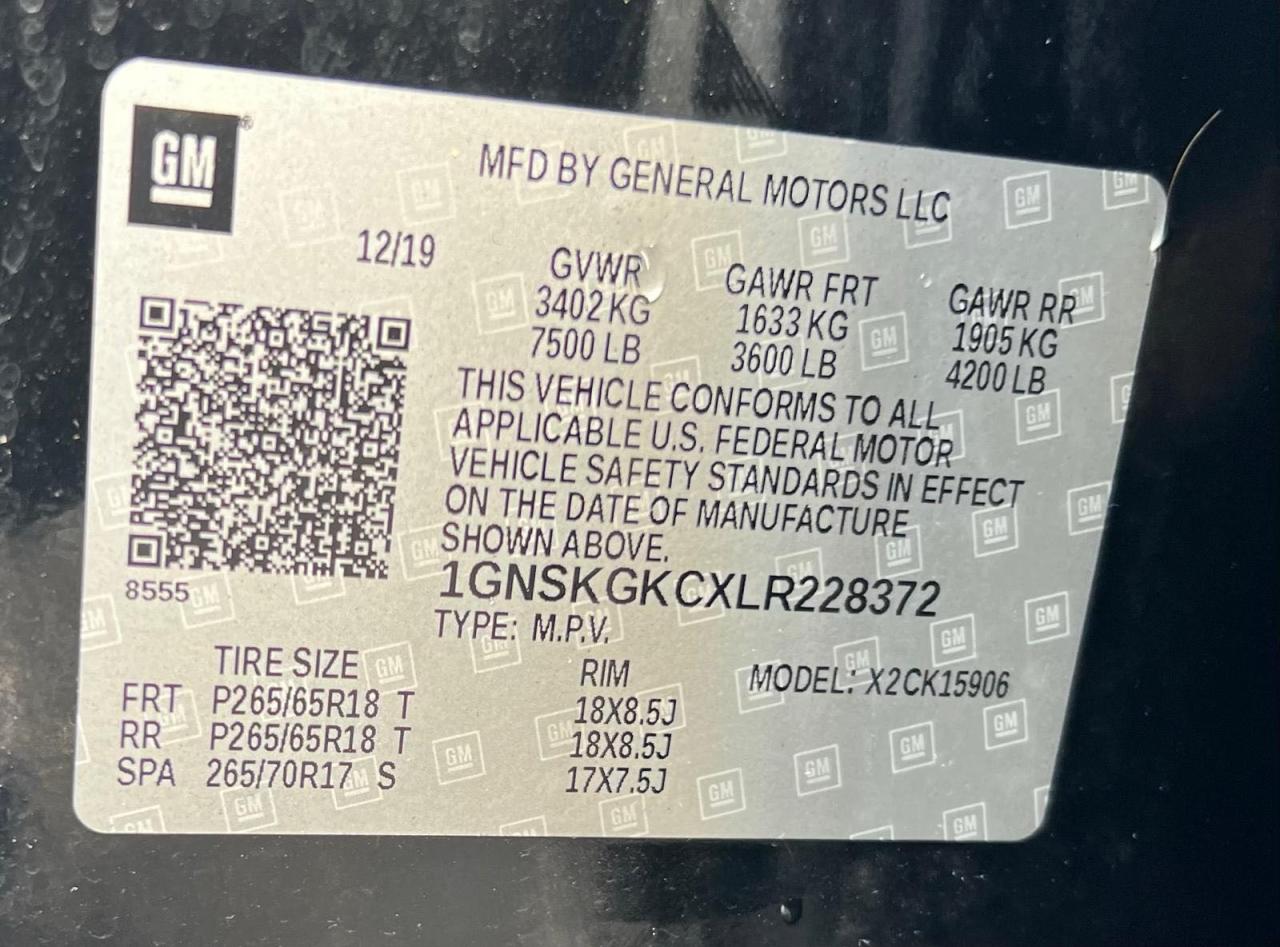 GM®
MFD BY GENERAL MOTORS LLC
12/19
GVWR GAWR FRT GAWR RR
3402 KG 1633 KG 1905 KG
7500 LB 3600 LB 4200 LB
THIS VEHICLE CONFORMS TO ALL
APPLICABLE U.S. FEDERAL MOTOR
VEHICLE SAFETY STANDARDS IN EFFECT
ON THE DATE OF MANUFACTURE
SHOWN ABOVE.
8555
1GNSKGKCXLR228372
TYPE: M.P.V.
TIRE SIZE RIM MODEL: X2CK15906
FRT P265/65R18 T 18X8.5J
RR P265/65R18 T 18X8.5J
SPA 265/70R17 S 17X7.5J